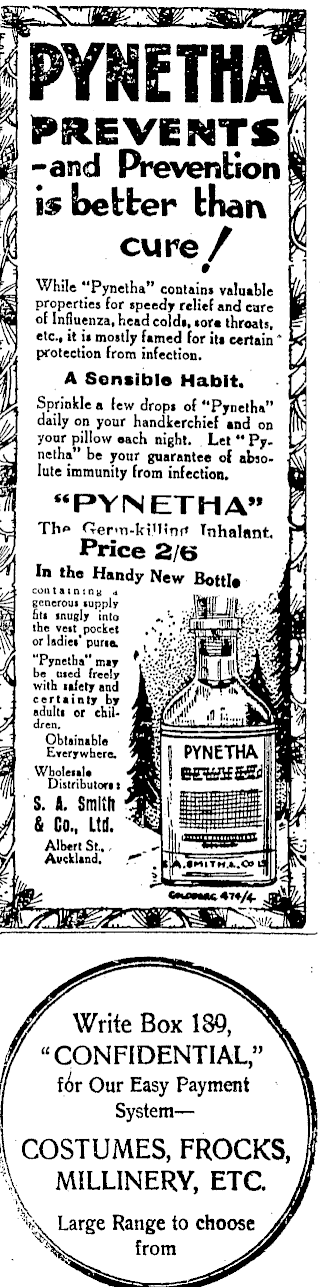 PYNETHA
PREVENTS
-and Prevention
is better than
cure!
While "Pynetha" contains valuable
properties for speedy relief and cure
of Influenza, head colds, sore throats,
etc., it is mostly famed for its certain
protection from infection.
A Sensible Habit.
Sprinkle a few drops of "Pynetha"
daily on your handkerchief and on
your pillow each night. Let "Py-
netha" be your guarantee of abso-
lute immunity from infection.
"PYNETHA"
The Germ-killing Inhalant.
Price 2/6
In the Handy New Bottle
containing a
generous supply
fits snugly into
the vest pocket
or ladies' purse.
"Pynetha" may
be used freely
with safety and
certainty by
adults or chil-
dren.
Obtainable
Everywhere.
Wholesale
Distributors:
S. A. Smith
& Co., Ltd.
Albert St.,
Auckland.
PYNETHA
S. A. SMITH & CO LTD
GOLDBERG 474/4.
Write Box 189,
"CONFIDENTIAL,"
for Our Easy Payment
System—
COSTUMES, FROCKS,
MILLINERY, ETC.
Large Range to choose
from